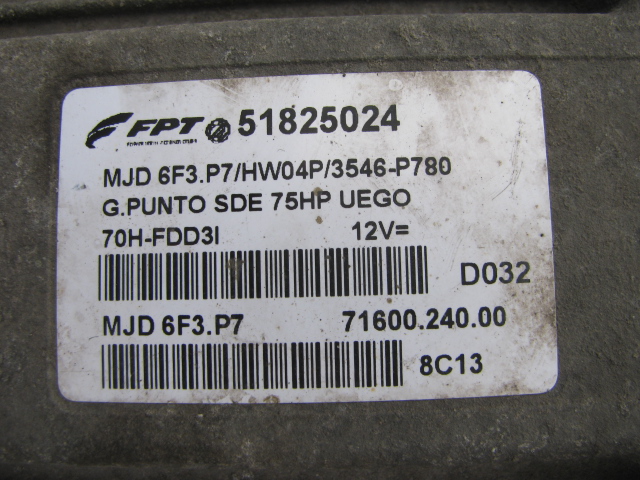 FPT 51825024
MJD 6F3.P7/HW04P/3546-P780
G.PUNTO SDE 75HP UEGO
70H-FDD3I 12V=
D032
MJD 6F3.P7 71600.240.00
8C13